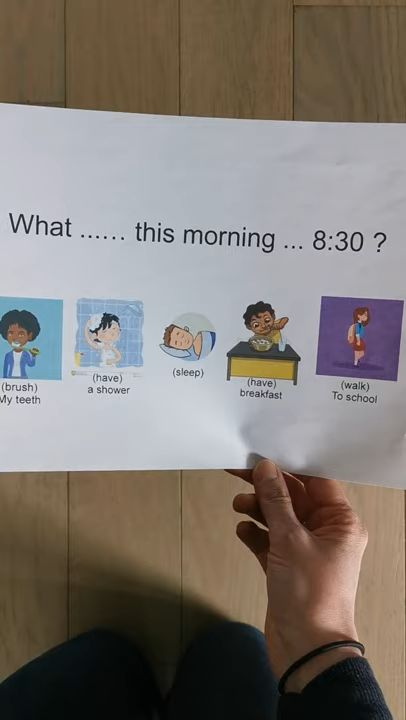 What ...... this morning ... 8:30 ?
(brush)
My teeth
(have)
a shower
(sleep)
(have)
breakfast
(walk)
To school